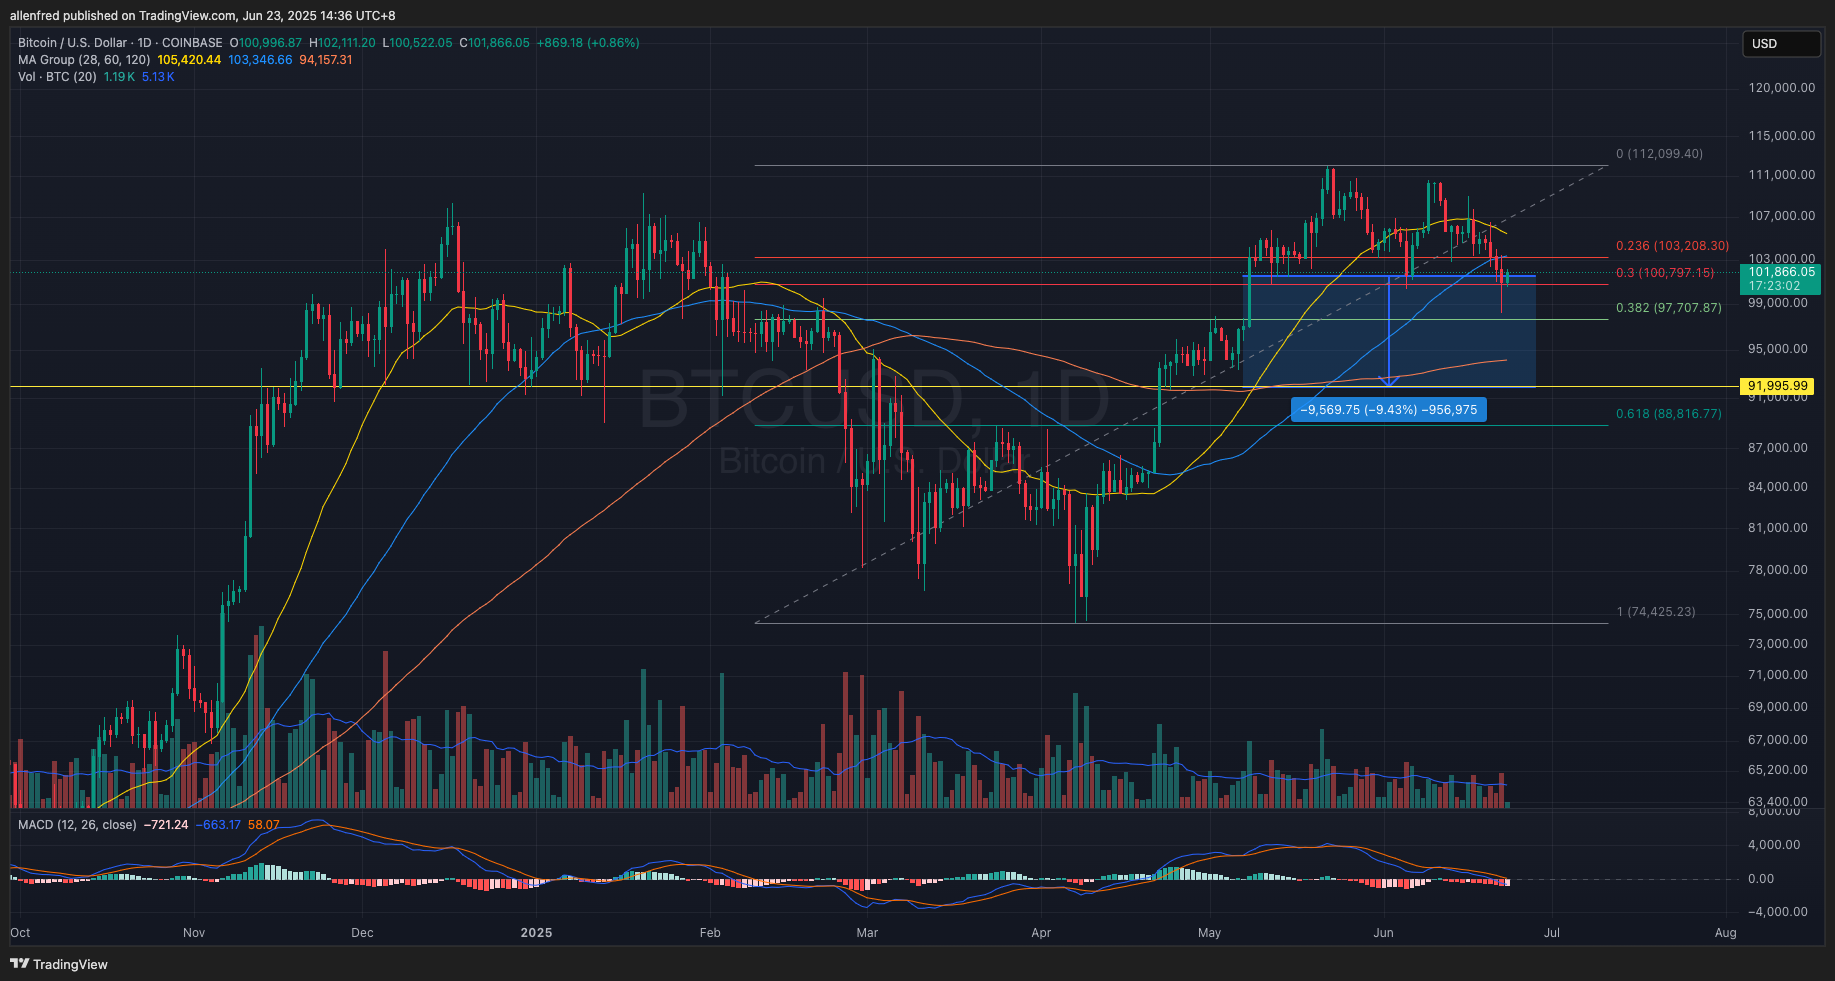 allenfred published on TradingView.com, Jun 23, 2025 14:36 UTC+8
Bitcoin / U.S. Dollar · 1D · COINBASE O100,996.87 H102,111.20 L100,522.05 C101,866.05 +869.18 (+0.86%)
MA Group (28, 60, 120) 105,420.44 103,346.66 94,157.31
Vol · BTC (20) 1.19K 5.13K
USD
120,000.00
115,000.00
0 (112,099.40)
111,000.00
107,000.00
0.236 (103,208.30)
103,000.00
0.3 (100,797.15)
101,866.05
17:23:02
99,000.00
0.382 (97,707.87)
95,000.00
91,995.99
91,000.00
BTCUSD, 1D
Bitcoin / U.S. Dollar
−9,569.75 (−9.43%) −956,975
0.618 (88,816.77)
87,000.00
84,000.00
81,000.00
78,000.00
1 (74,425.23)
75,000.00
73,000.00
71,000.00
69,000.00
67,000.00
65,200.00
63,400.00
8,000.00
MACD (12, 26, close) −721.24 −663.17 58.07
4,000.00
0.00
−4,000.00
Oct Nov Dec 2025 Feb Mar Apr May Jun Jul Aug
TradingView